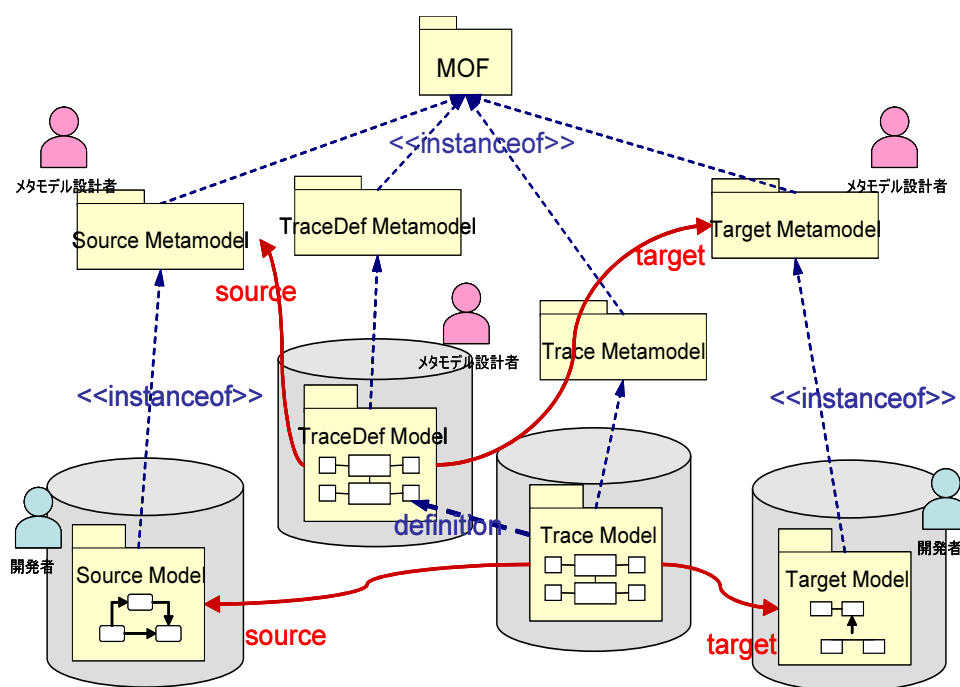 MOF
<<instanceof>>
メタモデル設計者
メタモデル設計者
Source Metamodel
TraceDef Metamodel
Target Metamodel
source
target
メタモデル設計者
Trace Metamodel
<<instanceof>>
<<instanceof>>
TraceDef Model
definition
Trace Model
開発者
開発者
Source Model
Target Model
source
target